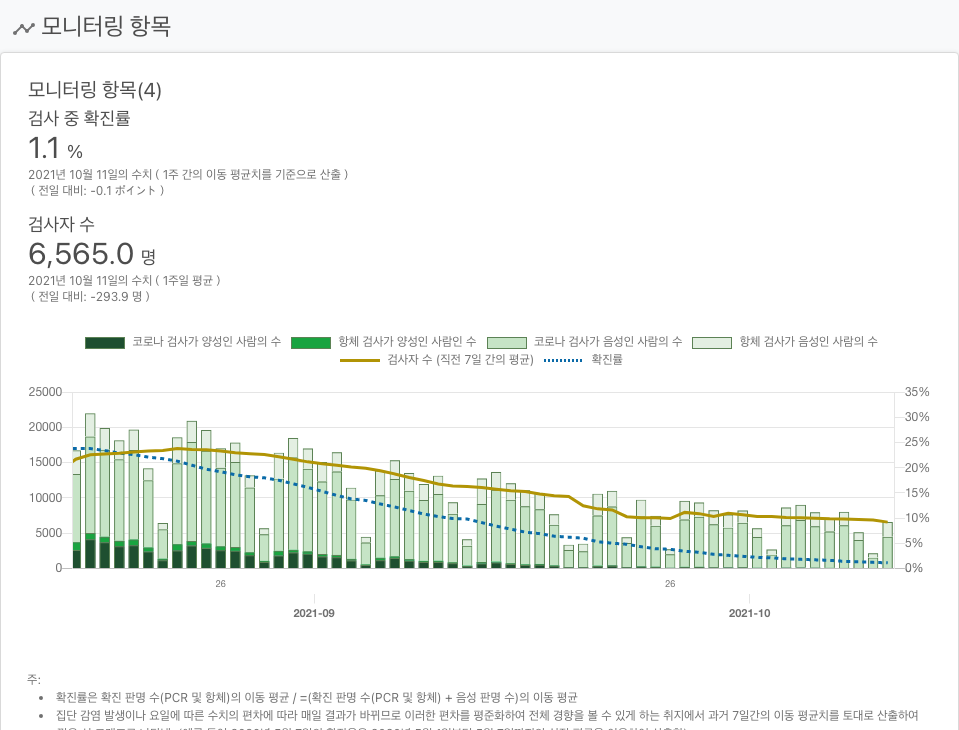 모니터링 항목
모니터링 항목(4)
검사 중 확진률
1.1 %
2021년 10월 11일의 수치 ( 1주 간의 이동 평균치를 기준으로 산출 )
( 전일 대비: -0.1 ポイント )
검사자 수
6,565.0 명
2021년 10월 11일의 수치 ( 1주일 평균 )
( 전일 대비: -293.9 명 )
코로나 검사가 양성인 사람의 수 항체 검사가 양성인 사람인 수 코로나 검사가 음성인 사람의 수 항체 검사가 음성인 사람의 수
검사자 수 (직전 7일 간의 평균) 확진률
25000 35%
30%
20000 25%
15000 20%
10000 15%
10%
5000 5%
0 0%
26 26
2021-09 2021-10
주:
• 확진률은 확진 판명 수(PCR 및 항체)의 이동 평균 / =(확진 판명 수(PCR 및 항체) + 음성 판명 수)의 이동 평균
• 집단 감염 발생이나 요일에 따른 수치의 편차에 따라 매일 결과가 바뀌므로 이러한 편차를 평준화하여 전체 경향을 볼 수 있게 하는 취지에서 과거 7일간의 이동 평균치를 토대로 산출하여